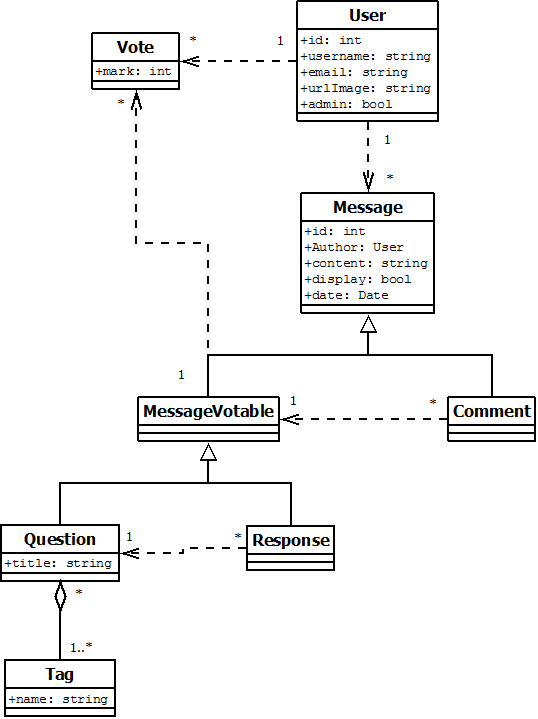 User
+id: int
+username: string
+email: string
+urlImage: string
+admin: bool
Vote
+mark: int
*
1
*
1
*
Message
+id: int
+Author: User
+content: string
+display: bool
+date: Date
1
MessageVotable
1
*
Comment
Question
+title: string
1
*
Response
*
1..*
Tag
+name: string